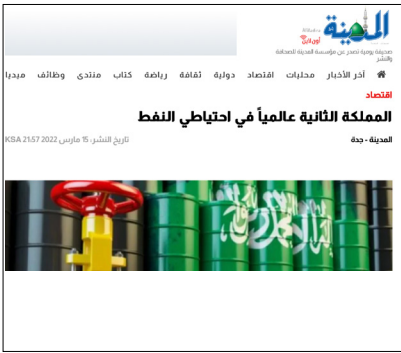 المدينة
صحيفة يومية تصدر عن مؤسسة المدينة للصحافة
والنشر
آخر الأخبار محليات اقتصاد دولية ثقافة رياضة كتاب منتدى وظائف ميديا
اقتصاد
المملكة الثانية عالمياً في احتياطي النفط
المدينة - جدة
تاريخ النشر: 15 مارس 2022 21:57 KSA